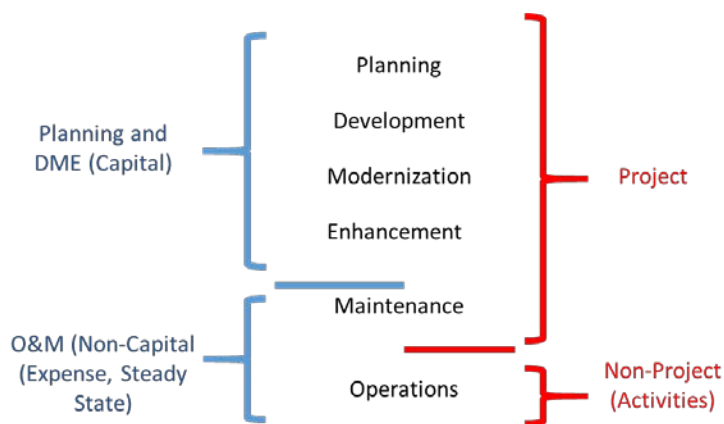 Planning and
DME (Capital)
O&M (Non-Capital
(Expense, Steady
State)
Planning
Development
Modernization
Enhancement
Maintenance
Operations
Project
Non-Project
(Activities)